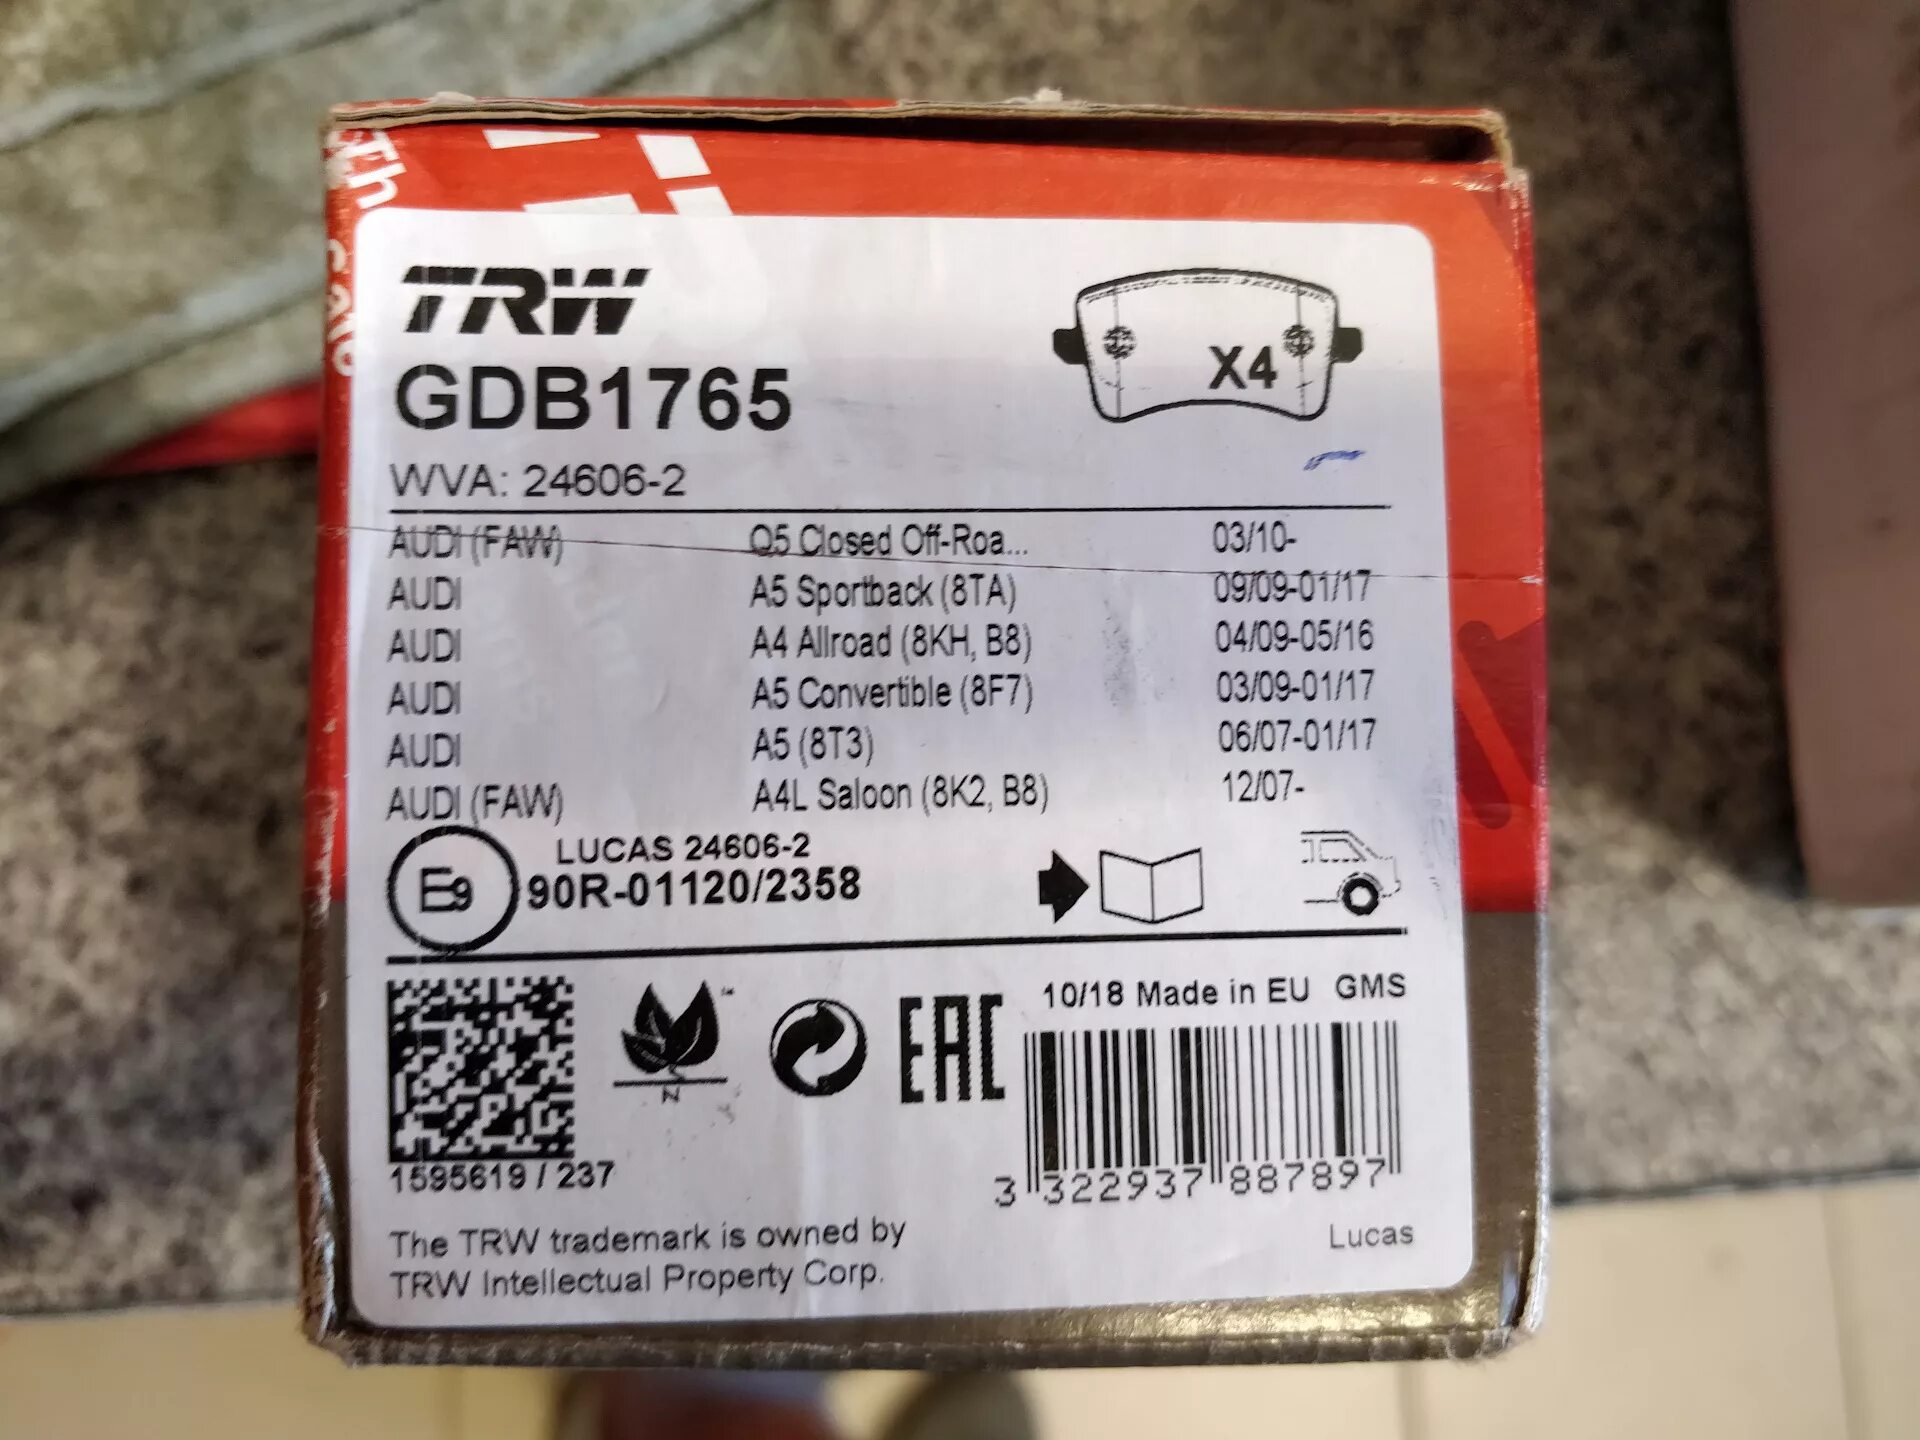 TRW
GDB1765
X4
WVA: 24606-2
AUDI (FAW) Q5 Closed Off-Roa... 03/10-
AUDI A5 Sportback (8TA) 09/09-01/17
AUDI A4 Allroad (8KH, B8) 04/09-05/16
AUDI A5 Convertible (8F7) 03/09-01/17
AUDI A5 (8T3) 06/07-01/17
AUDI (FAW) A4L Saloon (8K2, B8) 12/07-
E9
LUCAS 24606-2
90R-01120/2358
10/18 Made in EU GMS
EAC
1595619 / 237
3 322937 887897
The TRW trademark is owned by
TRW Intellectual Property Corp.
Lucas